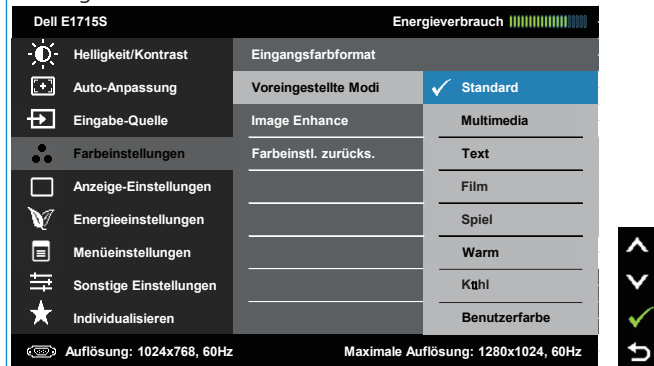 Dell E1715S Energieverbrauch
Helligkeit/Kontrast Eingangsfarbformat
Auto-Anpassung Voreingestellte Modi Standard
Eingabe-Quelle Image Enhance Multimedia
Farbeinstellungen Farbeinstl. zurücks. Text
Anzeige-Einstellungen Film
Energieeinstellungen Spiel
Menüeinstellungen Warm
Sonstige Einstellungen Ktthl
Individualisieren Benutzerfarbe
Auflösung: 1024x768, 60Hz Maximale Auflösung: 1280x1024, 60Hz